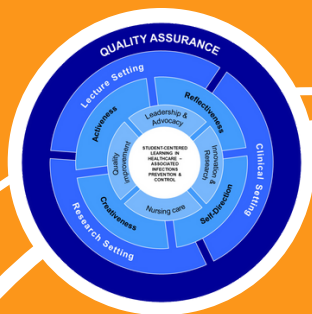 QUALITY ASSURANCE
Lecture Setting
Clinical Setting
Research Setting
Activeness
Reflectiveness
Self-Direction
Creativeness
Leadership &
Advocacy
Innovation &
Research
Nursing care
Quality
improvement
STUDENT-CENTERED
LEARNING IN
HEALTHCARE –
ASSOCIATED
INFECTIONS
PREVENTION &
CONTROL